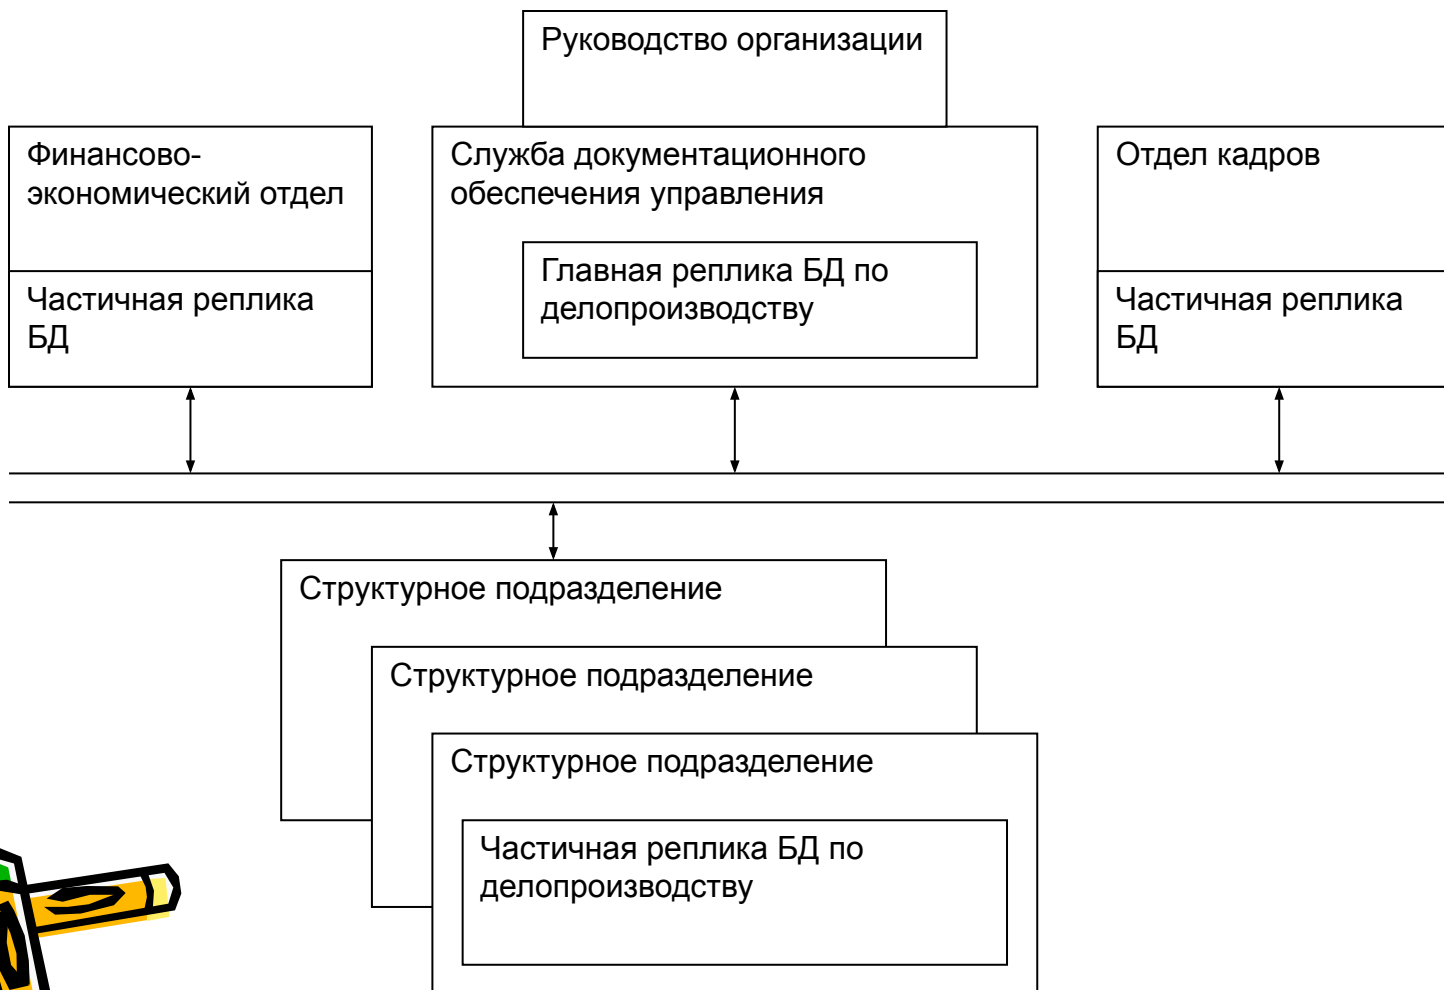 Руководство организации
Финансово-
экономический отдел
Частичная реплика
БД
Служба документационного
обеспечения управления
Главная реплика БД по
делопроизводству
Отдел кадров
Частичная реплика
БД
Структурное подразделение
Структурное подразделение
Структурное подразделение
Частичная реплика БД по
делопроизводству